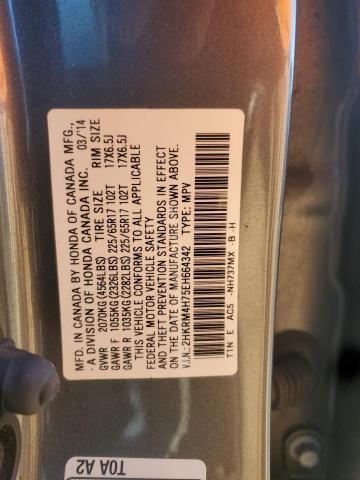 MFD. IN CANADA BY HONDA OF CANADA MFG.,
- A DIVISION OF HONDA CANADA INC. 03/'14
GVWR 2070KG(4564LBS) TIRE SIZE RIM SIZE
GAWR F 1055KG(2326LBS) 225/65R17 102T 17X6.5J
GAWR R 1035KG(2282LBS) 225/65R17 102T 17X6.5J
THIS VEHICLE CONFORMS TO ALL APPLICABLE
FEDERAL MOTOR VEHICLE SAFETY
AND THEFT PREVENTION STANDARDS IN EFFECT
ON THE DATE OF MANUFACTURE SHOWN ABOVE.
V.I.N.:2HKRM4H75EH664342 TYPE: MPV
T1N E AC5 -NH737MX -B -H
T0A A2